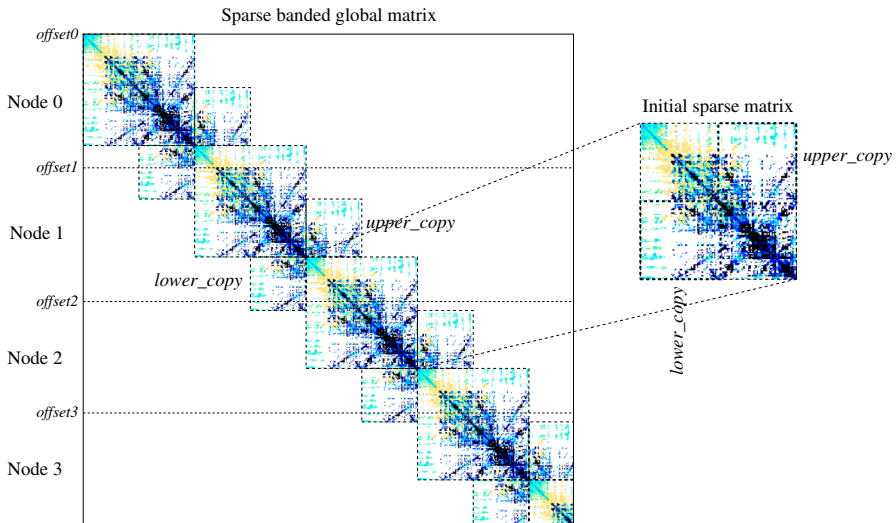 Sparse banded global matrix
offset0
Node 0
Initial sparse matrix
upper_copy
offset1
upper_copy
Node 1
lower_copy
offset2
lower_copy
Node 2
offset3
Node 3